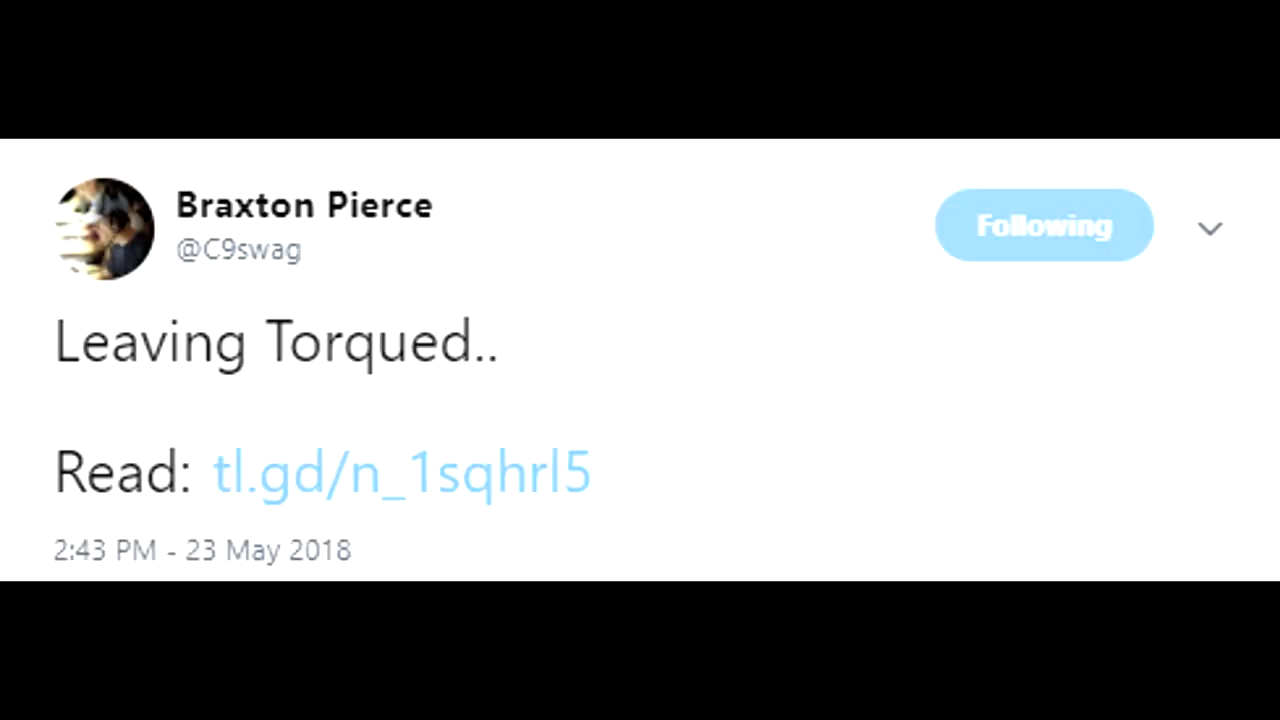 Braxton Pierce
@C9swag
Following
Leaving Torqued..
Read: tl.gd/n_1sqhrl5
2:43 PM - 23 May 2018